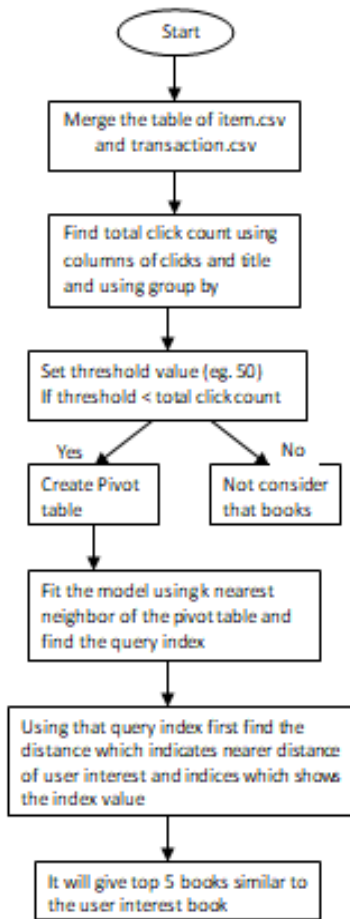 Start
Merge the table of item.csv
and transaction.csv
Find total click count using
columns of clicks and title
and using group by
Set threshold value (eg. 50)
If threshold < total click count
Yes
No
Create Pivot
table
Not consider
that books
Fit the model using k nearest
neighbor of the pivot table and
find the query index
Using that query index first find the
distance which indicates nearer distance
of user interest and indices which shows
the index value
It will give top 5 books similar to
the user interest book